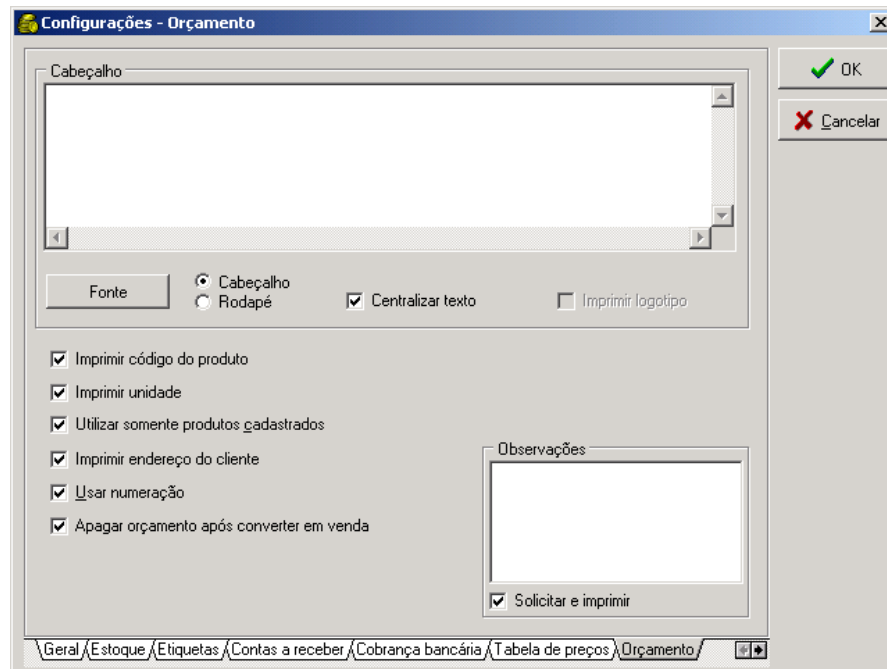 Configurações - Orçamento
Cabeçalho
OK
Cancelar
Fonte
Cabeçalho
Rodapé
Centralizar texto
Imprimir logotipo
Imprimir código do produto
Imprimir unidade
Utilizar somente produtos cadastrados
Imprimir endereço do cliente
Usar numeração
Apagar orçamento após converter em venda
Observações
Solicitar e imprimir
Geral Estoque Etiquetas Contas a receber Cobrança bancária Tabela de preços Orçamento